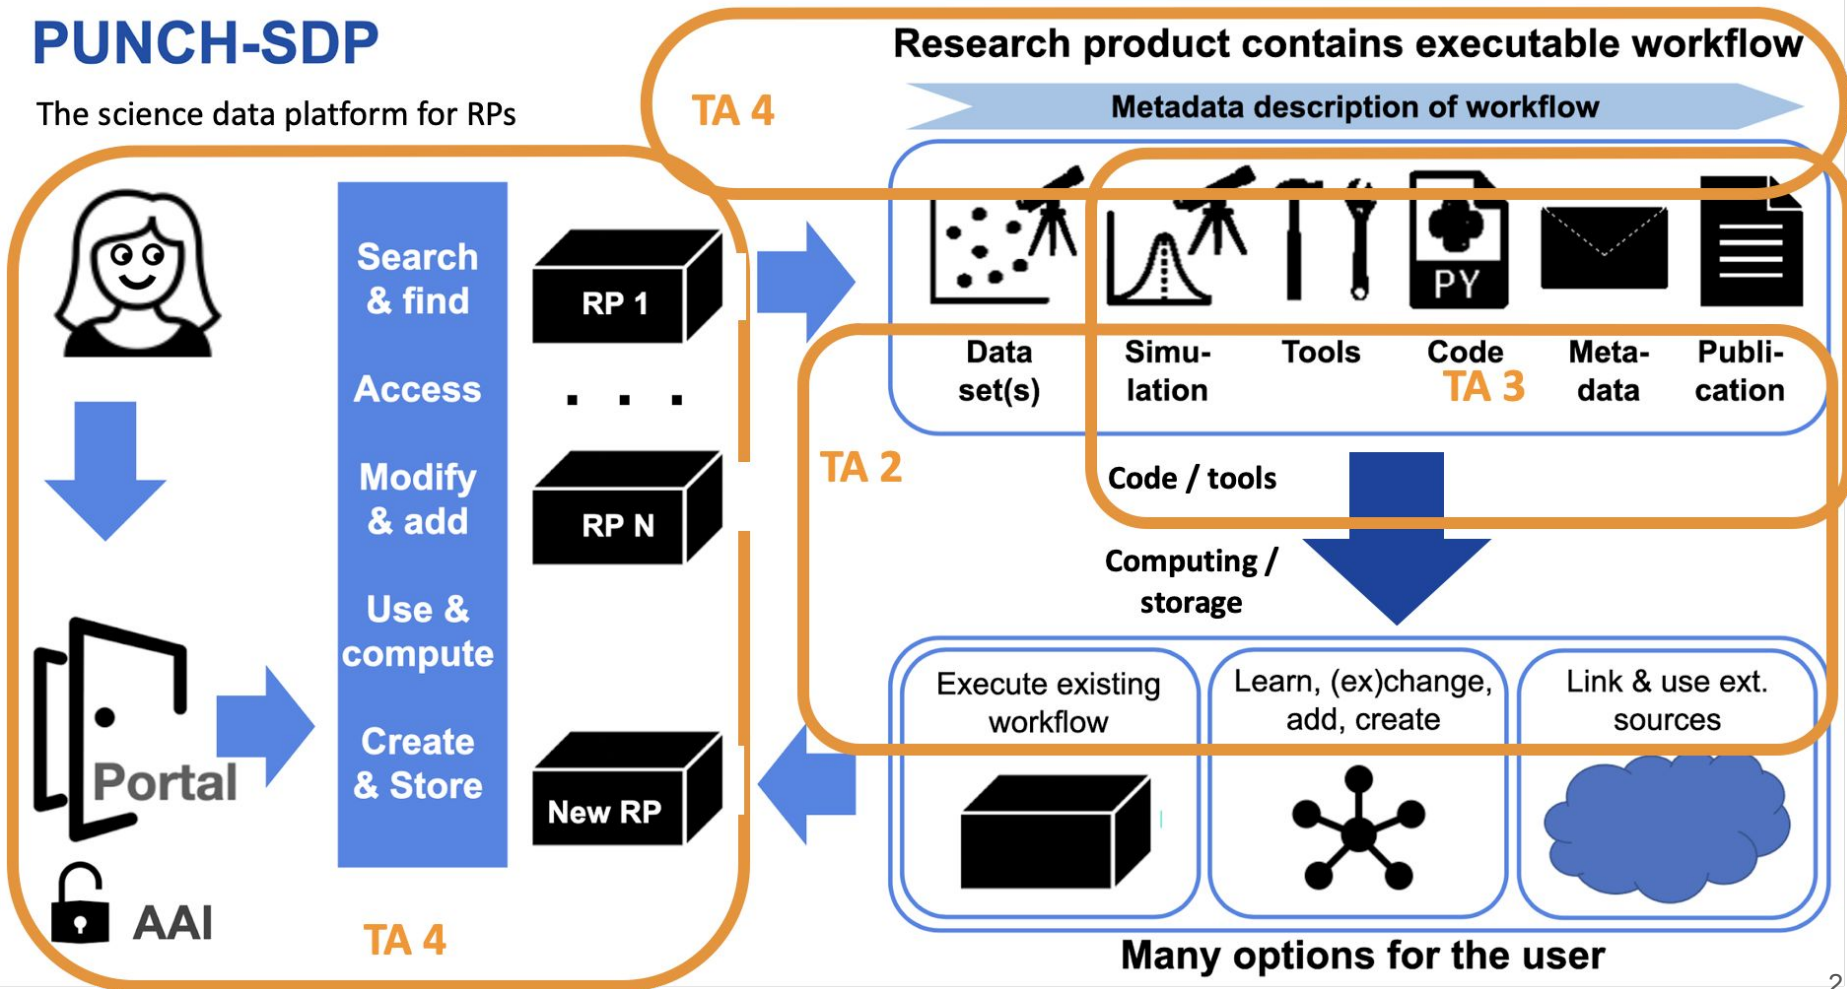 PUNCH-SDP
The science data platform for RPs
Research product contains executable workflow
TA 4
Metadata description of workflow
Search
& find
Access
Modify
& add
Use &
compute
Create
& Store
RP 1
. . .
RP N
New RP
Portal
AAI
TA 4
PY
Data
set(s)
Simu-
lation
Tools
Code
Meta-
data
Publi-
cation
TA 3
TA 2
Code / tools
Computing /
storage
Execute existing
workflow
Learn, (ex)change,
add, create
Link & use ext.
sources
Many options for the user
2